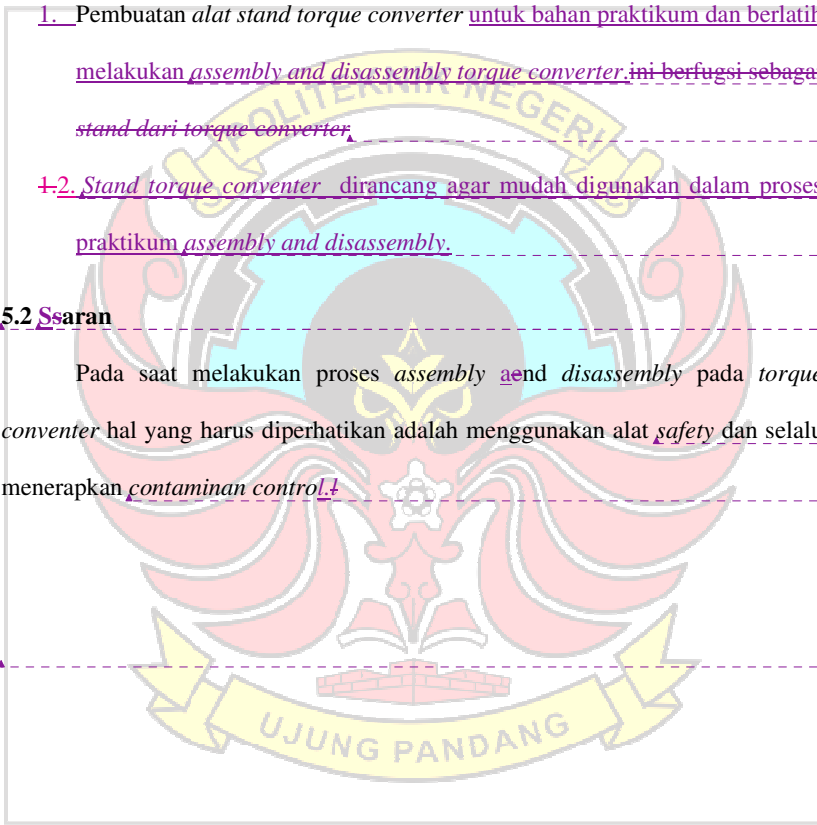 1. Pembuatan alat stand torque converter untuk bahan praktikum dan berlatih
melakukan assembly and disassembly torque converter.ini berfugsi sebagai
stand dari torque converter
1.2. Stand torque conventer dirancang agar mudah digunakan dalam proses
praktikum assembly and disassembly.
5.2 Ssaran
Pada saat melakukan proses assembly aend disassembly pada torque
conventer hal yang harus diperhatikan adalah menggunakan alat safety dan selalu
menerapkan contaminan control.l
POLITEKNIK NEGERI
UJUNG PANDANG